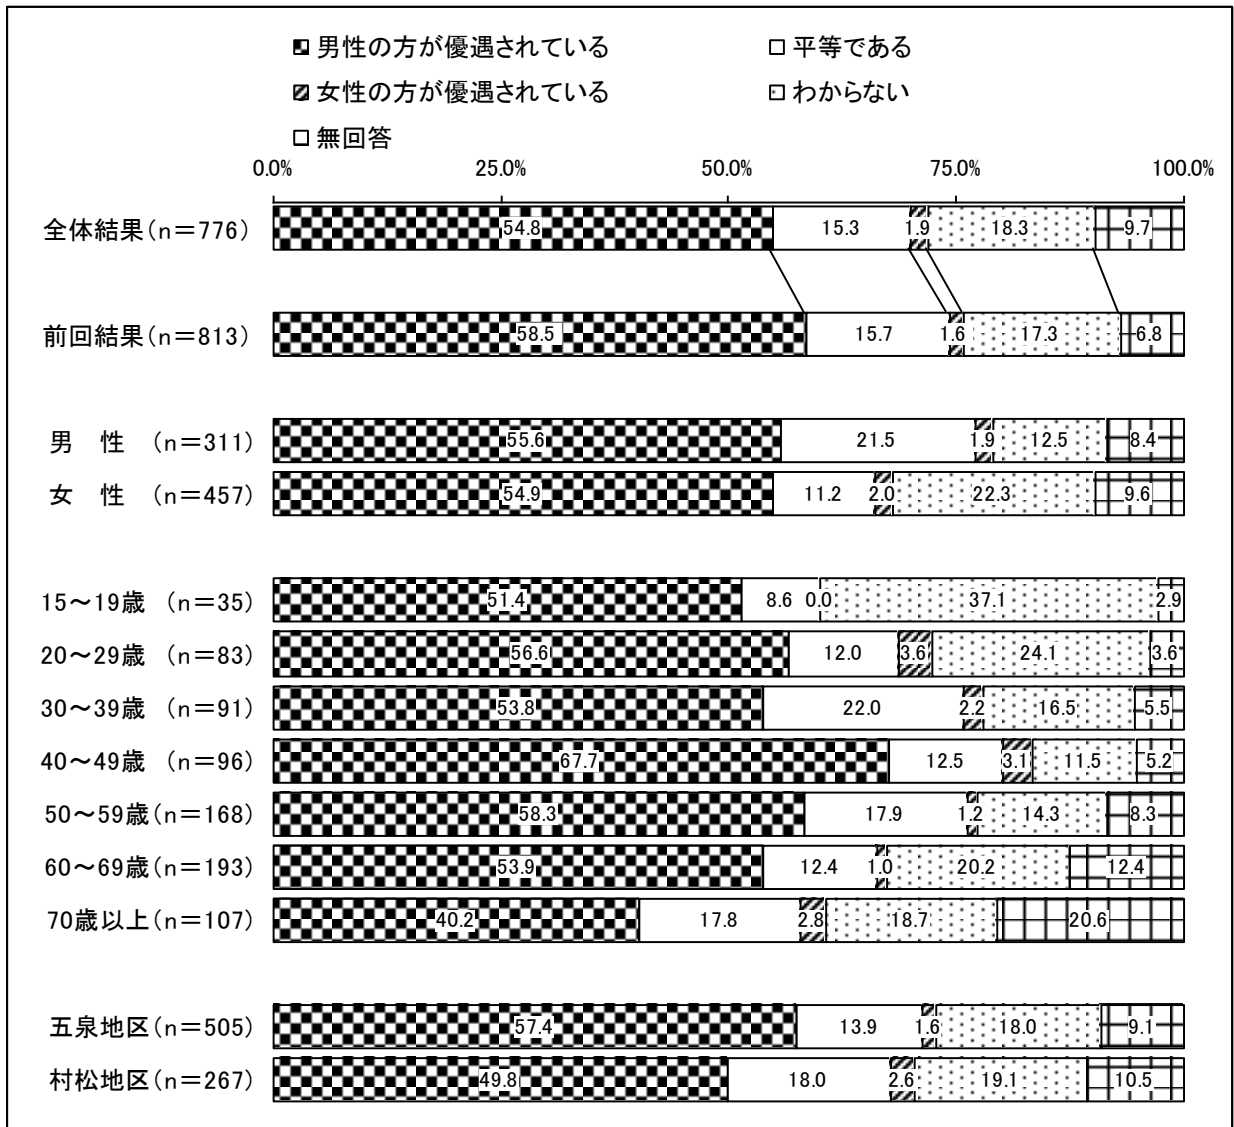 男性の方が優遇されている 平等である
女性の方が優遇されている わからない
無回答
0.0% 25.0% 50.0% 75.0% 100.0%
全体結果(n=776) 54.8 15.3 1.9 18.3 9.7
前回結果(n=813) 58.5 15.7 1.6 17.3 6.8
男 性 (n=311) 55.6 21.5 1.9 12.5 8.4
女 性 (n=457) 54.9 11.2 2.0 22.3 9.6
15~19歳 (n=35) 51.4 8.6 0.0 37.1 2.9
20~29歳 (n=83) 56.6 12.0 3.6 24.1 3.6
30~39歳 (n=91) 53.8 22.0 2.2 16.5 5.5
40~49歳 (n=96) 67.7 12.5 3.1 11.5 5.2
50~59歳(n=168) 58.3 17.9 1.2 14.3 8.3
60~69歳(n=193) 53.9 12.4 1.0 20.2 12.4
70歳以上(n=107) 40.2 17.8 2.8 18.7 20.6
五泉地区(n=505) 57.4 13.9 1.6 18.0 9.1
村松地区(n=267) 49.8 18.0 2.6 19.1 10.5